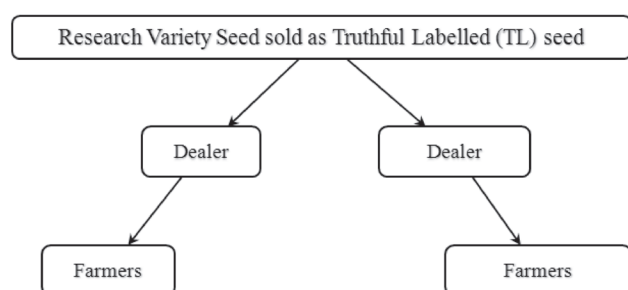 Research Variety Seed sold as Truthful Labelled (TL) seed
Dealer
Dealer
Farmers
Farmers